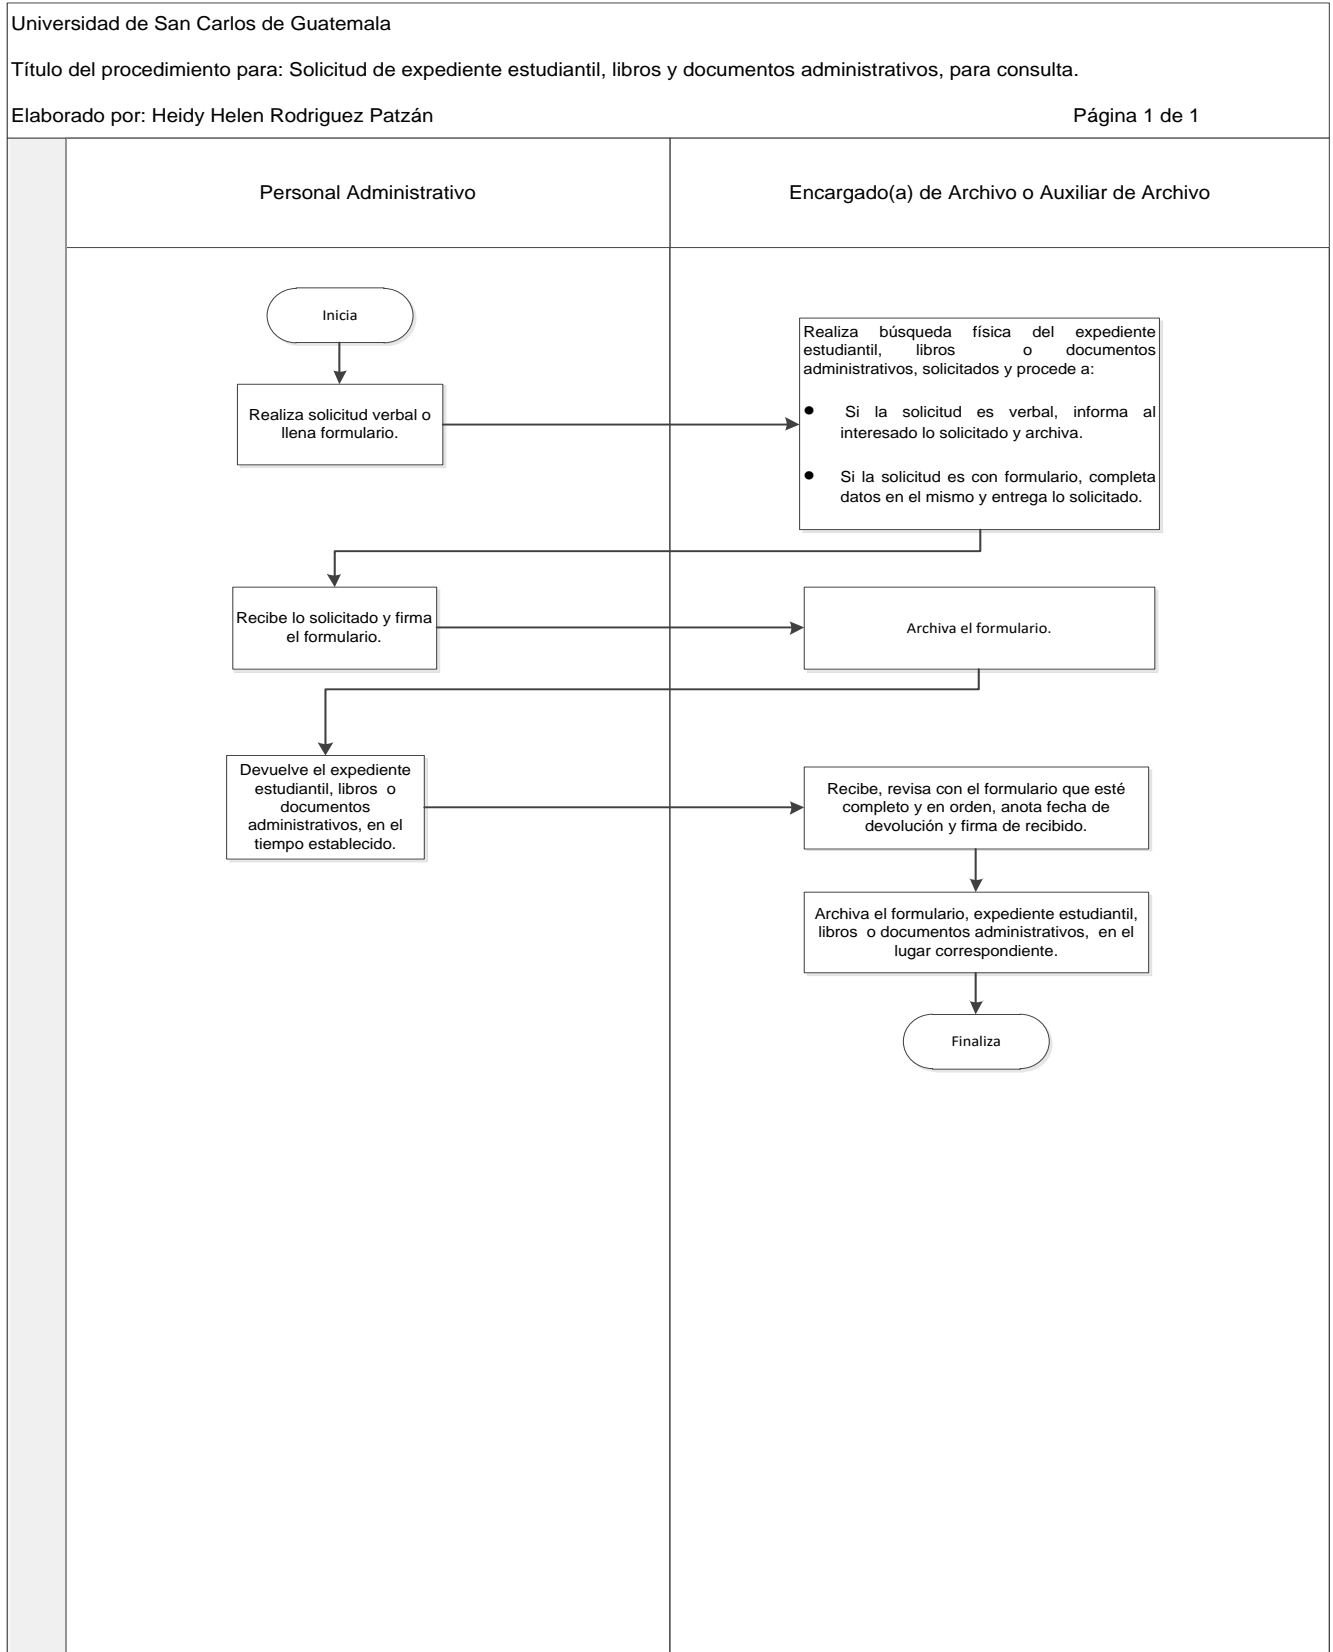 Universidad de San Carlos de Guatemala
Título del procedimiento para: Solicitud de expediente estudiantil, libros y documentos administrativos, para consulta.
Elaborado por: Heidy Helen Rodriguez Patzán Página 1 de 1
Personal Administrativo
Encargado(a) de Archivo o Auxiliar de Archivo
Inicia
Realiza solicitud verbal o
llena formulario.
Realiza búsqueda física del expediente
estudiantil, libros o documentos
administrativos, solicitados y procede a:
● Si la solicitud es verbal, informa al
interesado lo solicitado y archiva.
● Si la solicitud es con formulario, completa
datos en el mismo y entrega lo solicitado.
Recibe lo solicitado y firma
el formulario.
Archiva el formulario.
Devuelve el expediente
estudiantil, libros o
documentos
administrativos, en el
tiempo establecido.
Recibe, revisa con el formulario que esté
completo y en orden, anota fecha de
devolución y firma de recibido.
Archiva el formulario, expediente estudiantil,
libros o documentos administrativos, en el
lugar correspondiente.
Finaliza